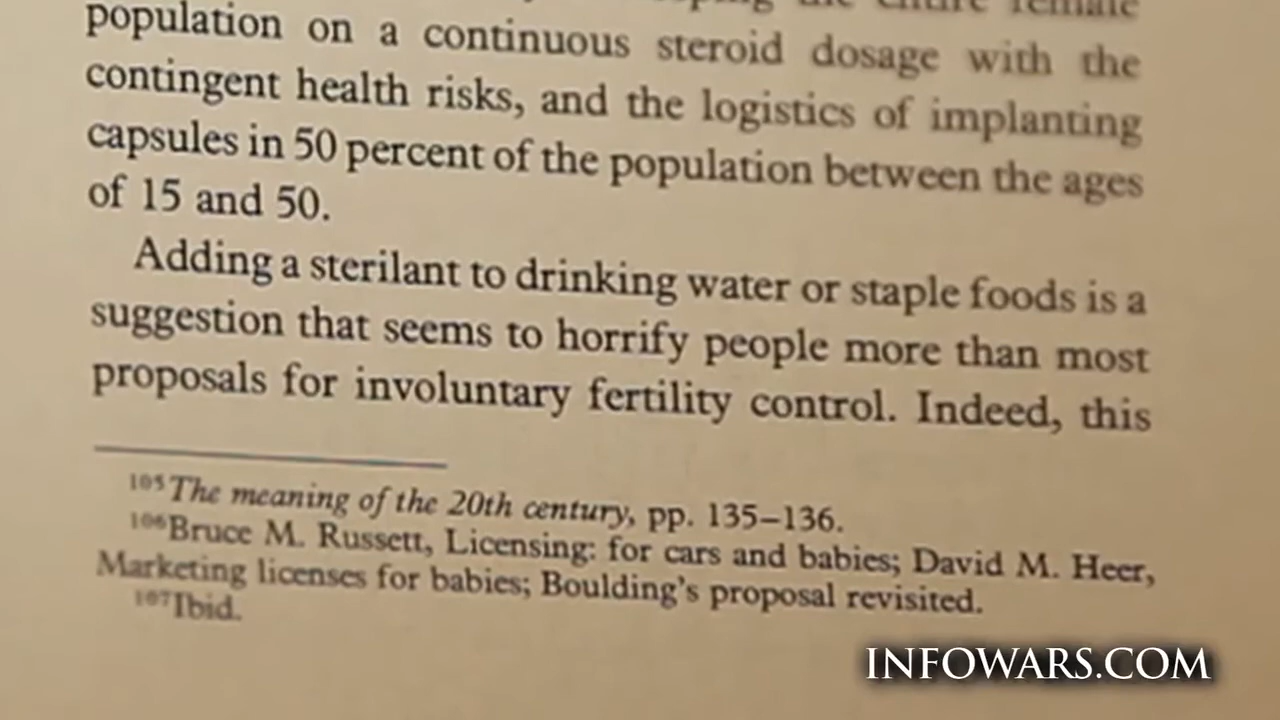 the entire female
population on a continuous steroid dosage with the
contingent health risks, and the logistics of implanting
capsules in 50 percent of the population between the ages
of 15 and 50.
Adding a sterilant to drinking water or staple foods is a
suggestion that seems to horrify people more than most
proposals for involuntary fertility control. Indeed, this
¹⁰⁵The meaning of the 20th century, pp. 135–136.
¹⁰⁶Bruce M. Russett, Licensing: for cars and babies; David M. Heer,
Marketing licenses for babies; Boulding's proposal revisited.
¹⁰⁷Ibid.
INFOWARS.COM